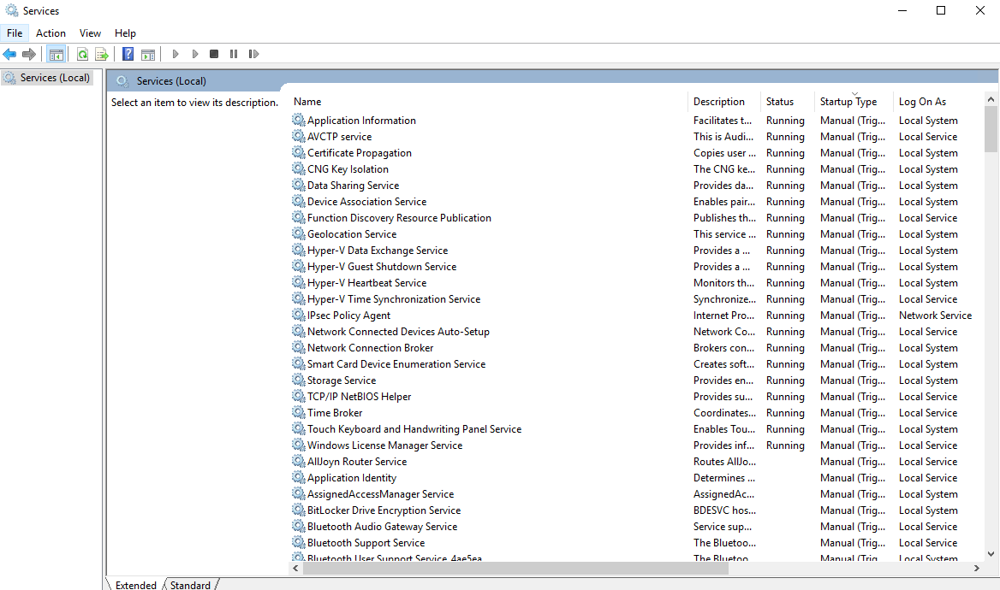 Services
File Action View Help
Services (Local)
Services (Local)
Select an item to view its description.
Name Description Status Startup Type Log On As
Application Information Facilitates t... Running Manual (Trig... Local System
AVCTP service This is Audi... Running Manual (Trig... Local Service
Certificate Propagation Copies user ... Running Manual (Trig... Local System
CNG Key Isolation The CNG ke... Running Manual (Trig... Local System
Data Sharing Service Provides da... Running Manual (Trig... Local System
Device Association Service Enables pair... Running Manual (Trig... Local System
Function Discovery Resource Publication Publishes th... Running Manual (Trig... Local Service
Geolocation Service This service ... Running Manual (Trig... Local System
Hyper-V Data Exchange Service Provides a ... Running Manual (Trig... Local System
Hyper-V Guest Shutdown Service Provides a ... Running Manual (Trig... Local System
Hyper-V Heartbeat Service Monitors th... Running Manual (Trig... Local System
Hyper-V Time Synchronization Service Synchronize... Running Manual (Trig... Local Service
IPsec Policy Agent Internet Pro... Running Manual (Trig... Network Service
Network Connected Devices Auto-Setup Network Co... Running Manual (Trig... Local Service
Network Connection Broker Brokers con... Running Manual (Trig... Local System
Smart Card Device Enumeration Service Creates soft... Running Manual (Trig... Local System
Storage Service Provides en... Running Manual (Trig... Local System
TCP/IP NetBIOS Helper Provides su... Running Manual (Trig... Local Service
Time Broker Coordinates... Running Manual (Trig... Local Service
Touch Keyboard and Handwriting Panel Service Enables Tou... Running Manual (Trig... Local System
Windows License Manager Service Provides inf... Running Manual (Trig... Local Service
AllJoyn Router Service Routes AllJo... Manual (Trig... Local Service
Application Identity Determines ... Manual (Trig... Local Service
AssignedAccessManager Service AssignedAc... Manual (Trig... Local System
BitLocker Drive Encryption Service BDESVC hos... Manual (Trig... Local System
Bluetooth Audio Gateway Service Service sup... Manual (Trig... Local Service
Bluetooth Support Service The Bluetoo... Manual (Trig... Local Service
Bluetooth User Support Service_4ae5ea The Bluetoo... Manual (Trig... Local System
Extended Standard